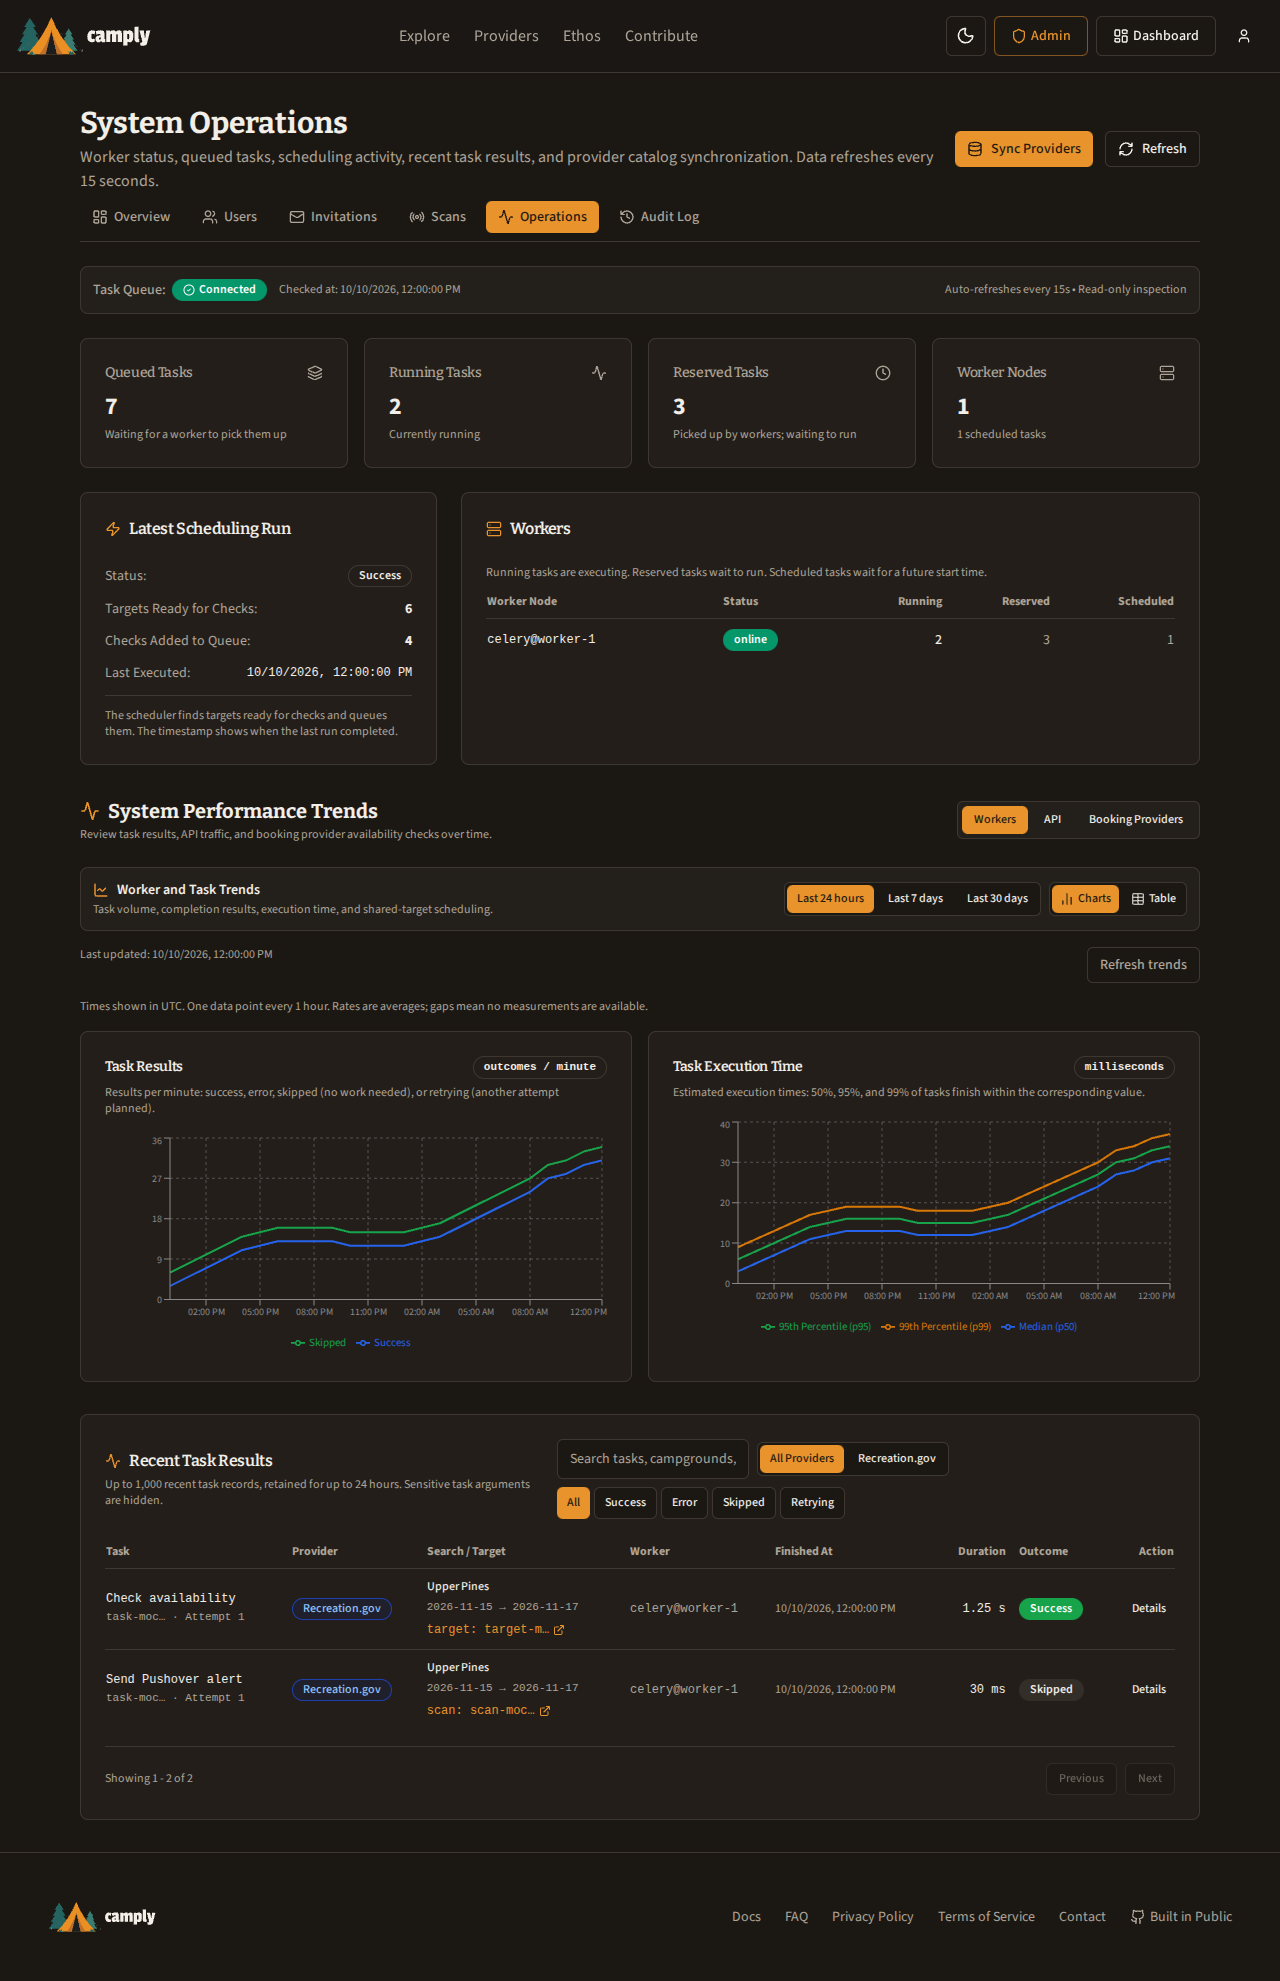 camply
Explore
Providers
Ethos
Contribute
Admin
Dashboard
System Operations
Worker status, queued tasks, scheduling activity, recent task results, and provider catalog synchronization. Data refreshes every
15 seconds.
Sync Providers
Refresh
Overview
Users
Invitations
Scans
Operations
Audit Log
Task Queue:
Connected
Checked at: 10/10/2026, 12:00:00 PM
Auto-refreshes every 15s • Read-only inspection
Queued Tasks
7
Waiting for a worker to pick them up
Running Tasks
2
Currently running
Reserved Tasks
3
Picked up by workers; waiting to run
Worker Nodes
1
1 scheduled tasks
Latest Scheduling Run
Status:
Success
Targets Ready for Checks:
6
Checks Added to Queue:
4
Last Executed:
10/10/2026, 12:00:00 PM
The scheduler finds targets ready for checks and queues
them. The timestamp shows when the last run completed.
Workers
Running tasks are executing. Reserved tasks wait to run. Scheduled tasks wait for a future start time.
Worker Node Status Running Reserved Scheduled
celery@worker-1 online 2 3 1
System Performance Trends
Review task results, API traffic, and booking provider availability checks over time.
Workers
API
Booking Providers
Worker and Task Trends
Task volume, completion results, execution time, and shared-target scheduling.
Last 24 hours
Last 7 days
Last 30 days
Charts
Table
Last updated: 10/10/2026, 12:00:00 PM
Refresh trends
Times shown in UTC. One data point every 1 hour. Rates are averages; gaps mean no measurements are available.
Task Results
outcomes / minute
Results per minute: success, error, skipped (no work needed), or retrying (another attempt
planned).
36
27
18
9
0
02:00 PM 05:00 PM 08:00 PM 11:00 PM 02:00 AM 05:00 AM 08:00 AM 12:00 PM
Skipped Success
Task Execution Time
milliseconds
Estimated execution times: 50%, 95%, and 99% of tasks finish within the corresponding value.
40
30
20
10
0
02:00 PM 05:00 PM 08:00 PM 11:00 PM 02:00 AM 05:00 AM 08:00 AM 12:00 PM
95th Percentile (p95) 99th Percentile (p99) Median (p50)
Recent Task Results
Up to 1,000 recent task records, retained for up to 24 hours. Sensitive task arguments
are hidden.
Search tasks, campgrounds,
All Providers
Recreation.gov
All
Success
Error
Skipped
Retrying
Task Provider Search / Target Worker Finished At Duration Outcome Action
Check availability
task-moc… · Attempt 1
Recreation.gov
Upper Pines
2026-11-15 → 2026-11-17
target: target-m…
celery@worker-1
10/10/2026, 12:00:00 PM
1.25 s
Success
Details
Send Pushover alert
task-moc… · Attempt 1
Recreation.gov
Upper Pines
2026-11-15 → 2026-11-17
scan: scan-moc…
celery@worker-1
10/10/2026, 12:00:00 PM
30 ms
Skipped
Details
Showing 1 - 2 of 2
Previous
Next
camply
Docs
FAQ
Privacy Policy
Terms of Service
Contact
Built in Public